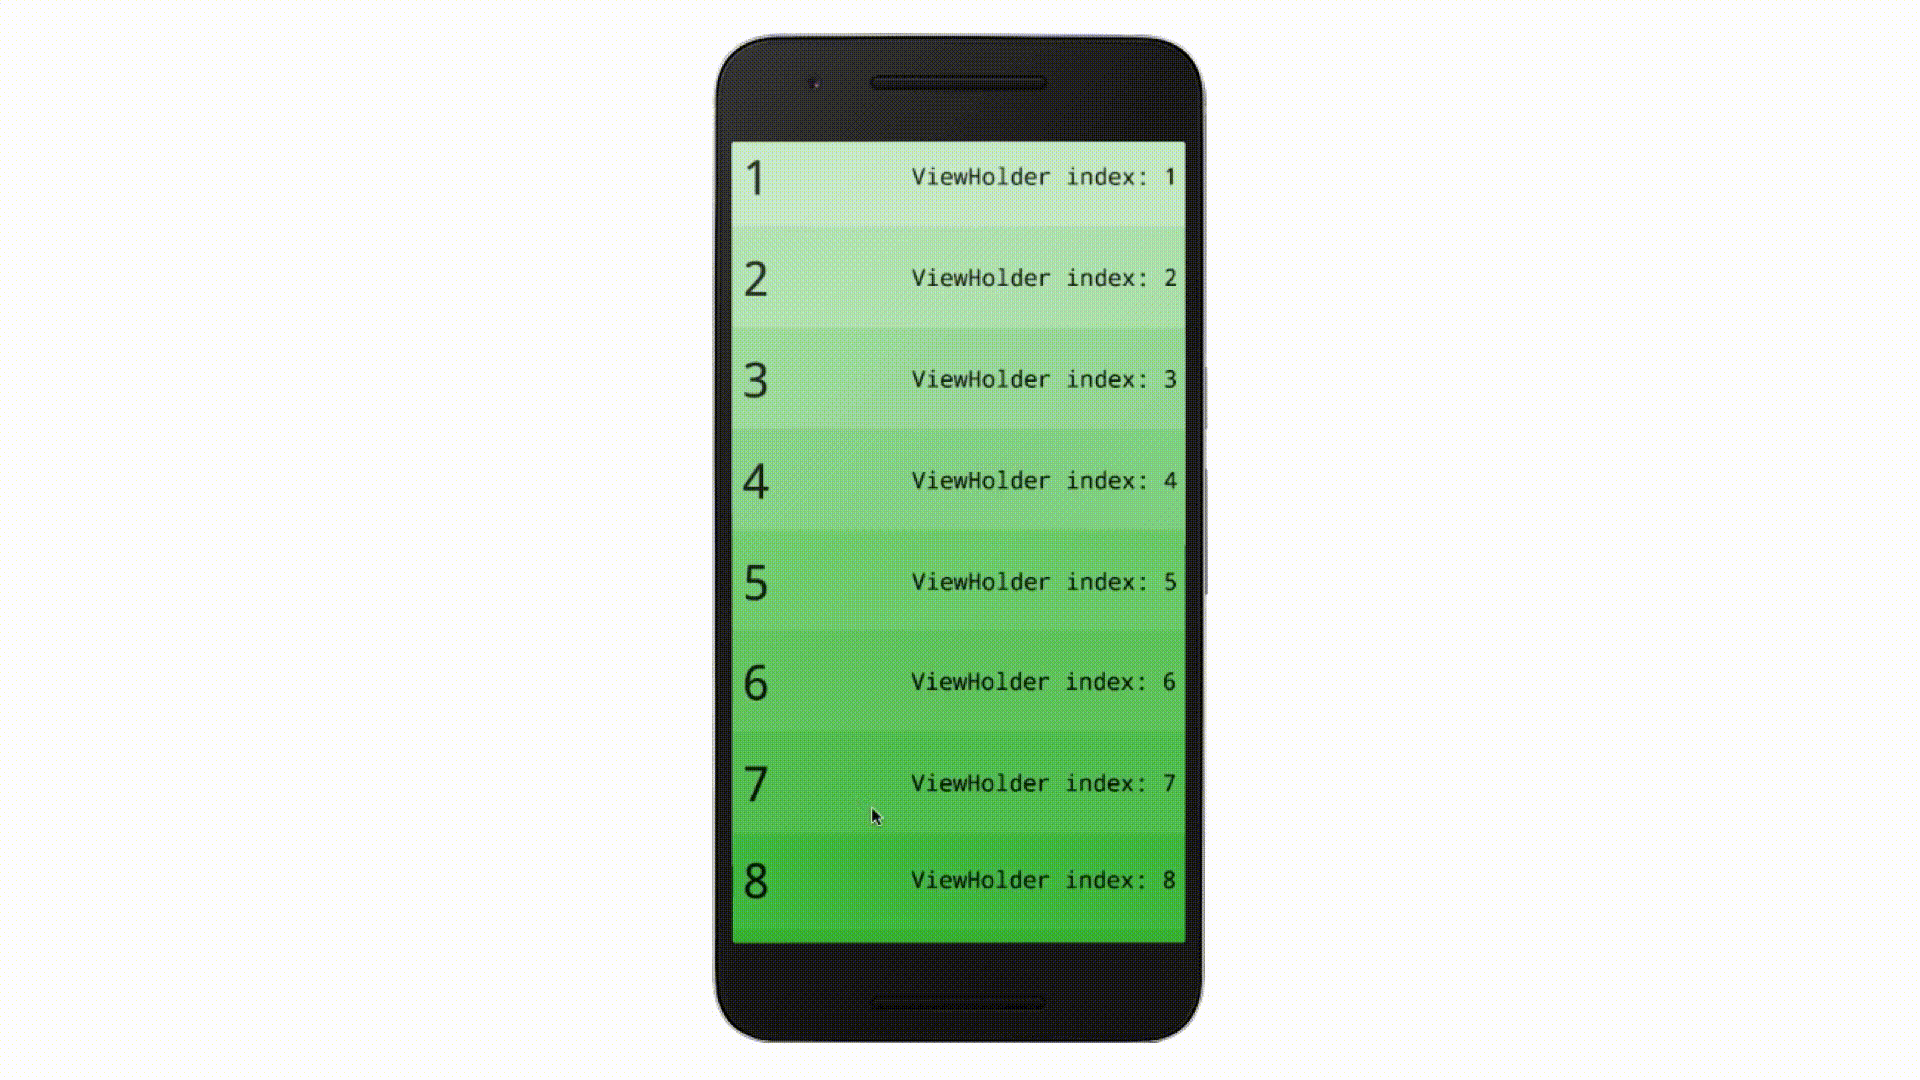 1 ViewHolder index: 1
2 ViewHolder index: 2
3 ViewHolder index: 3
4 ViewHolder index: 4
5 ViewHolder index: 5
6 ViewHolder index: 6
7 ViewHolder index: 7
8 ViewHolder index: 8